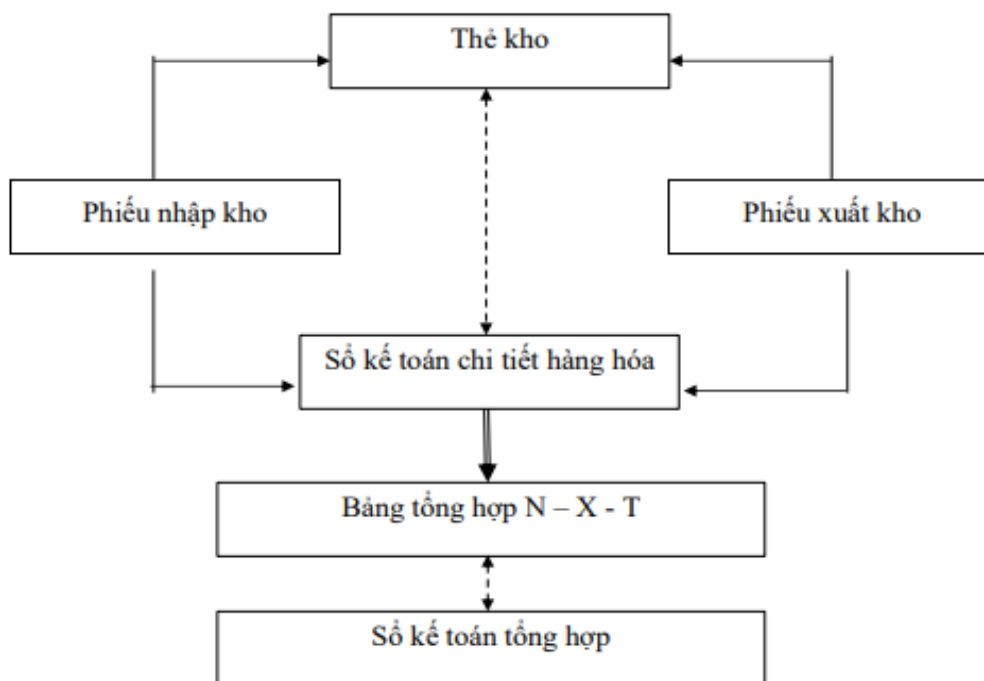 Thẻ kho
Phiếu nhập kho
Phiếu xuất kho
Sổ kế toán chi tiết hàng hóa
Bảng tổng hợp N – X - T
Sổ kế toán tổng hợp